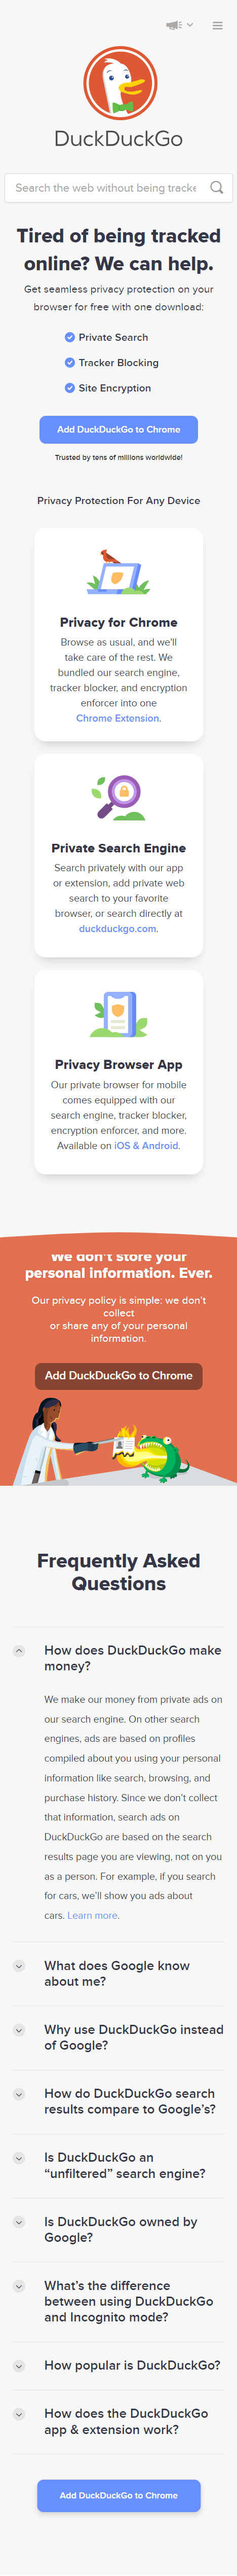 DuckDuckGo
Search the web without being tracke
Tired of being tracked
online? We can help.
Get seamless privacy protection on your
browser for free with one download:
Private Search
Tracker Blocking
Site Encryption
Add DuckDuckGo to Chrome
Trusted by tens of millions worldwide!
Privacy Protection For Any Device
Privacy for Chrome
Browse as usual, and we'll
take care of the rest. We
bundled our search engine,
tracker blocker, and encryption
enforcer into one
Chrome Extension.
Private Search Engine
Search privately with our app
or extension, add private web
search to your favorite
browser, or search directly at
duckduckgo.com.
Privacy Browser App
Our private browser for mobile
comes equipped with our
search engine, tracker blocker,
encryption enforcer, and more.
Available on iOS & Android.
We don't store your
personal information. Ever.
Our privacy policy is simple: we don't
collect
or share any of your personal
information.
Add DuckDuckGo to Chrome
Frequently Asked
Questions
How does DuckDuckGo make
money?
We make our money from private ads on
our search engine. On other search
engines, ads are based on profiles
compiled about you using your personal
information like search, browsing, and
purchase history. Since we don't collect
that information, search ads on
DuckDuckGo are based on the search
results page you are viewing, not on you
as a person. For example, if you search
for cars, we'll show you ads about
cars. Learn more.
What does Google know
about me?
Why use DuckDuckGo instead
of Google?
How do DuckDuckGo search
results compare to Google's?
Is DuckDuckGo an
“unfiltered” search engine?
Is DuckDuckGo owned by
Google?
What's the difference
between using DuckDuckGo
and Incognito mode?
How popular is DuckDuckGo?
How does the DuckDuckGo
app & extension work?
Add DuckDuckGo to Chrome